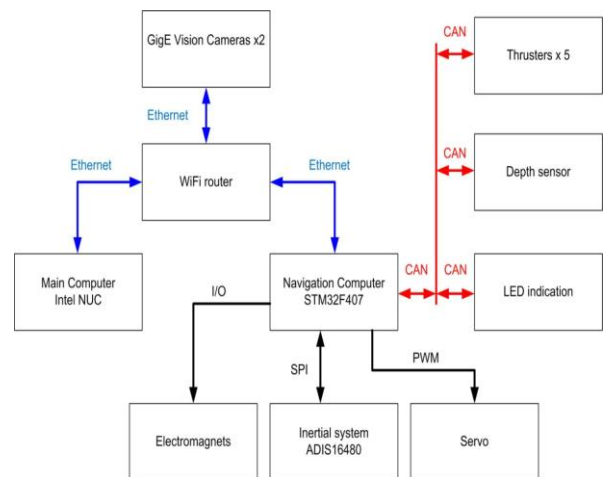 GigE Vision Cameras x2
CAN
Thrusters x 5
Ethernet
Ethernet
WiFi router
Ethernet
CAN
Depth sensor
Main Computer
Intel NUC
I/O
Navigation Computer
STM32F407
CAN
CAN
LED indication
SPI
PWM
Electromagnets
Inertial system
ADIS16480
Servo